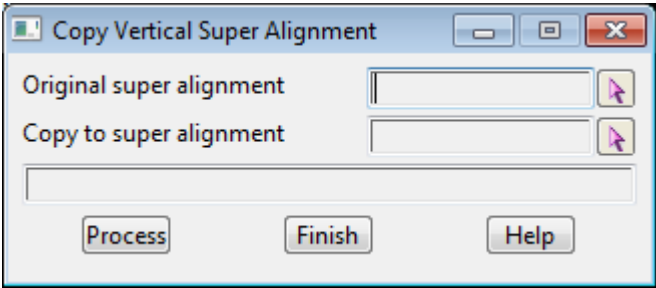 Copy Vertical Super Alignment
Original super alignment
Copy to super alignment
Process Finish Help